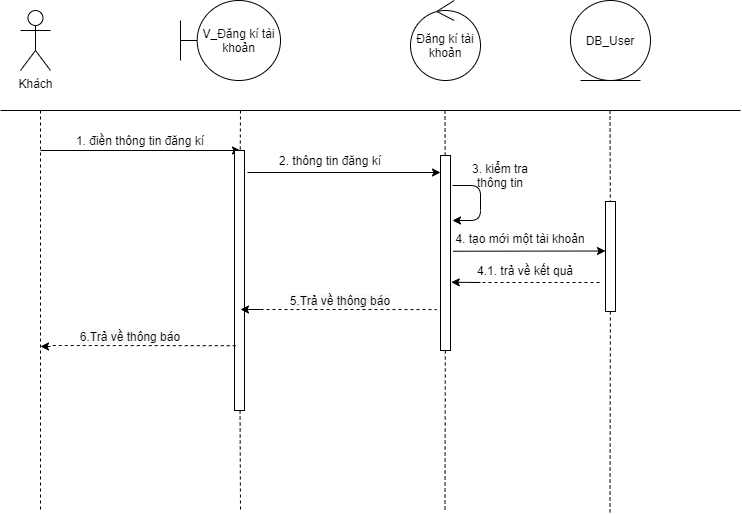 Khách
V_Đăng kí tài
khoản
Đăng kí tài
khoản
DB_User
1. điền thông tin đăng kí
2. thông tin đăng kí
3. kiểm tra
thông tin
4. tạo mới một tài khoản
4.1. trả về kết quả
5.Trả về thông báo
6.Trả về thông báo